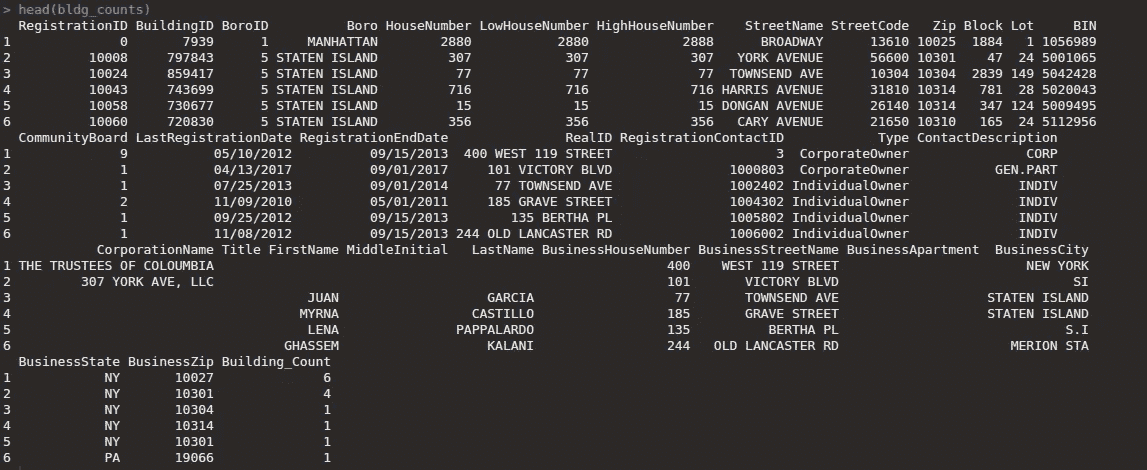 > head(bldg_counts)
RegistrationID BuildingID BoroID Boro HouseNumber LowHouseNumber HighHouseNumber StreetName StreetCode Zip Block Lot BIN
1 0 7939 1 MANHATTAN 2880 2880 2888 BROADWAY 13610 10025 1884 1 1056989
2 10008 797843 5 STATEN ISLAND 307 307 307 YORK AVENUE 56600 10301 47 24 5001065
3 10024 859417 5 STATEN ISLAND 77 77 77 TOWNSEND AVE 10304 10304 2839 149 5042428
4 10043 743699 5 STATEN ISLAND 716 716 716 HARRIS AVENUE 31810 10314 781 28 5020043
5 10058 730677 5 STATEN ISLAND 15 15 15 DONGAN AVENUE 26140 10314 347 124 5009495
6 10060 720830 5 STATEN ISLAND 356 356 356 CARY AVENUE 21650 10310 165 24 5112956
CommunityBoard LastRegistrationDate RegistrationEndDate RealID RegistrationContactID Type ContactDescription
1 9 05/10/2012 09/15/2013 400 WEST 119 STREET 3 CorporateOwner CORP
2 1 04/13/2017 09/01/2017 101 VICTORY BLVD 1000803 CorporateOwner GEN.PART
3 1 07/25/2013 09/01/2014 77 TOWNSEND AVE 1002402 IndividualOwner INDIV
4 2 11/09/2010 05/01/2011 185 GRAVE STREET 1004302 IndividualOwner INDIV
5 1 09/25/2012 09/15/2013 135 BERTHA PL 1005802 IndividualOwner INDIV
6 1 11/08/2012 09/15/2013 244 OLD LANCASTER RD 1006002 IndividualOwner INDIV
CorporationName Title FirstName MiddleInitial LastName BusinessHouseNumber BusinessStreetName BusinessApartment BusinessCity
1 THE TRUSTEES OF COLOUMBIA 400 WEST 119 STREET NEW YORK
2 307 YORK AVE, LLC 101 VICTORY BLVD SI
3 JUAN GARCIA 77 TOWNSEND AVE STATEN ISLAND
4 MYRNA CASTILLO 185 GRAVE STREET STATEN ISLAND
5 LENA PAPPALARDO 135 BERTHA PL S.I
6 GHASSEM KALANI 244 OLD LANCASTER RD MERION STA
BusinessState BusinessZip Building_Count
1 NY 10027 6
2 NY 10301 4
3 NY 10304 1
4 NY 10314 1
5 NY 10301 1
6 PA 19066 1